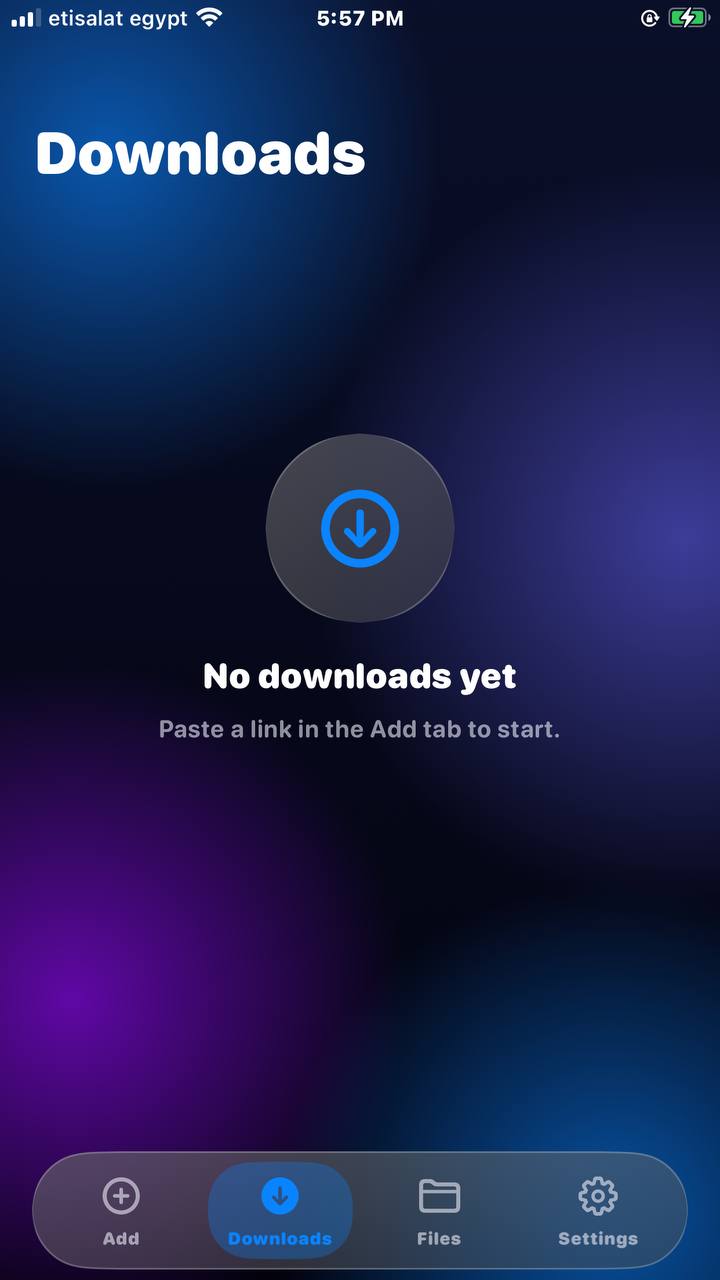 etisalat egypt
5:57 PM
Downloads
No downloads yet
Paste a link in the Add tab to start.
Add
Downloads
Files
Settings